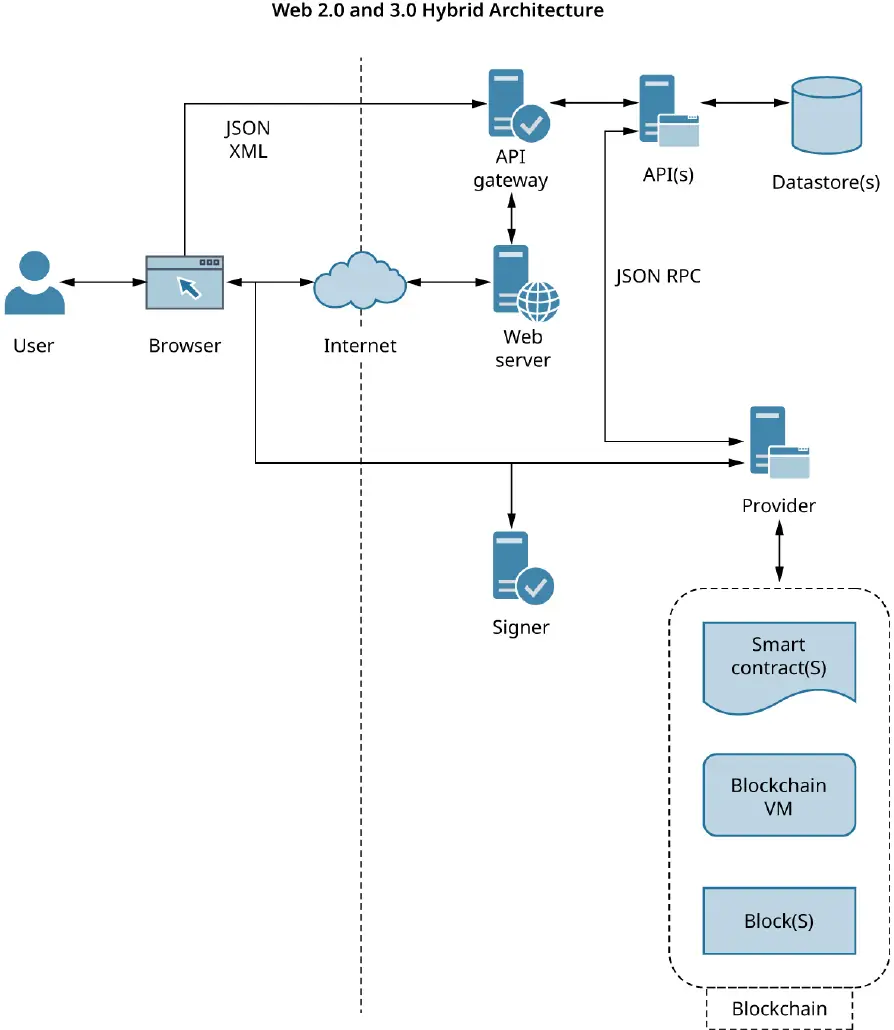 Web 2.0 and 3.0 Hybrid Architecture
JSON
XML
API
gateway
API(s)
Datastore(s)
JSON RPC
User
Browser
Internet
Web
server
Provider
Signer
Smart
contract(S)
Blockchain
VM
Block(S)
Blockchain